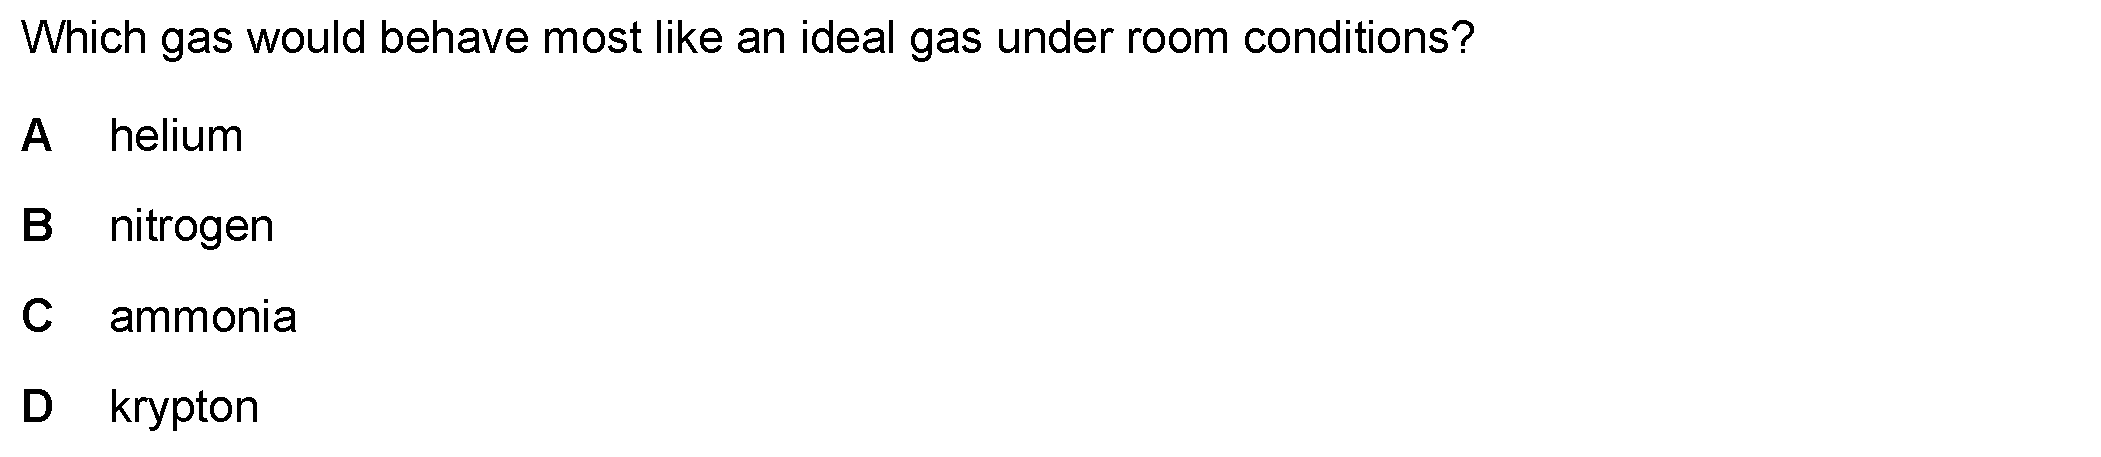 Which gas would behave most like an ideal gas under room conditions?
A helium
B nitrogen
C ammonia
D krypton